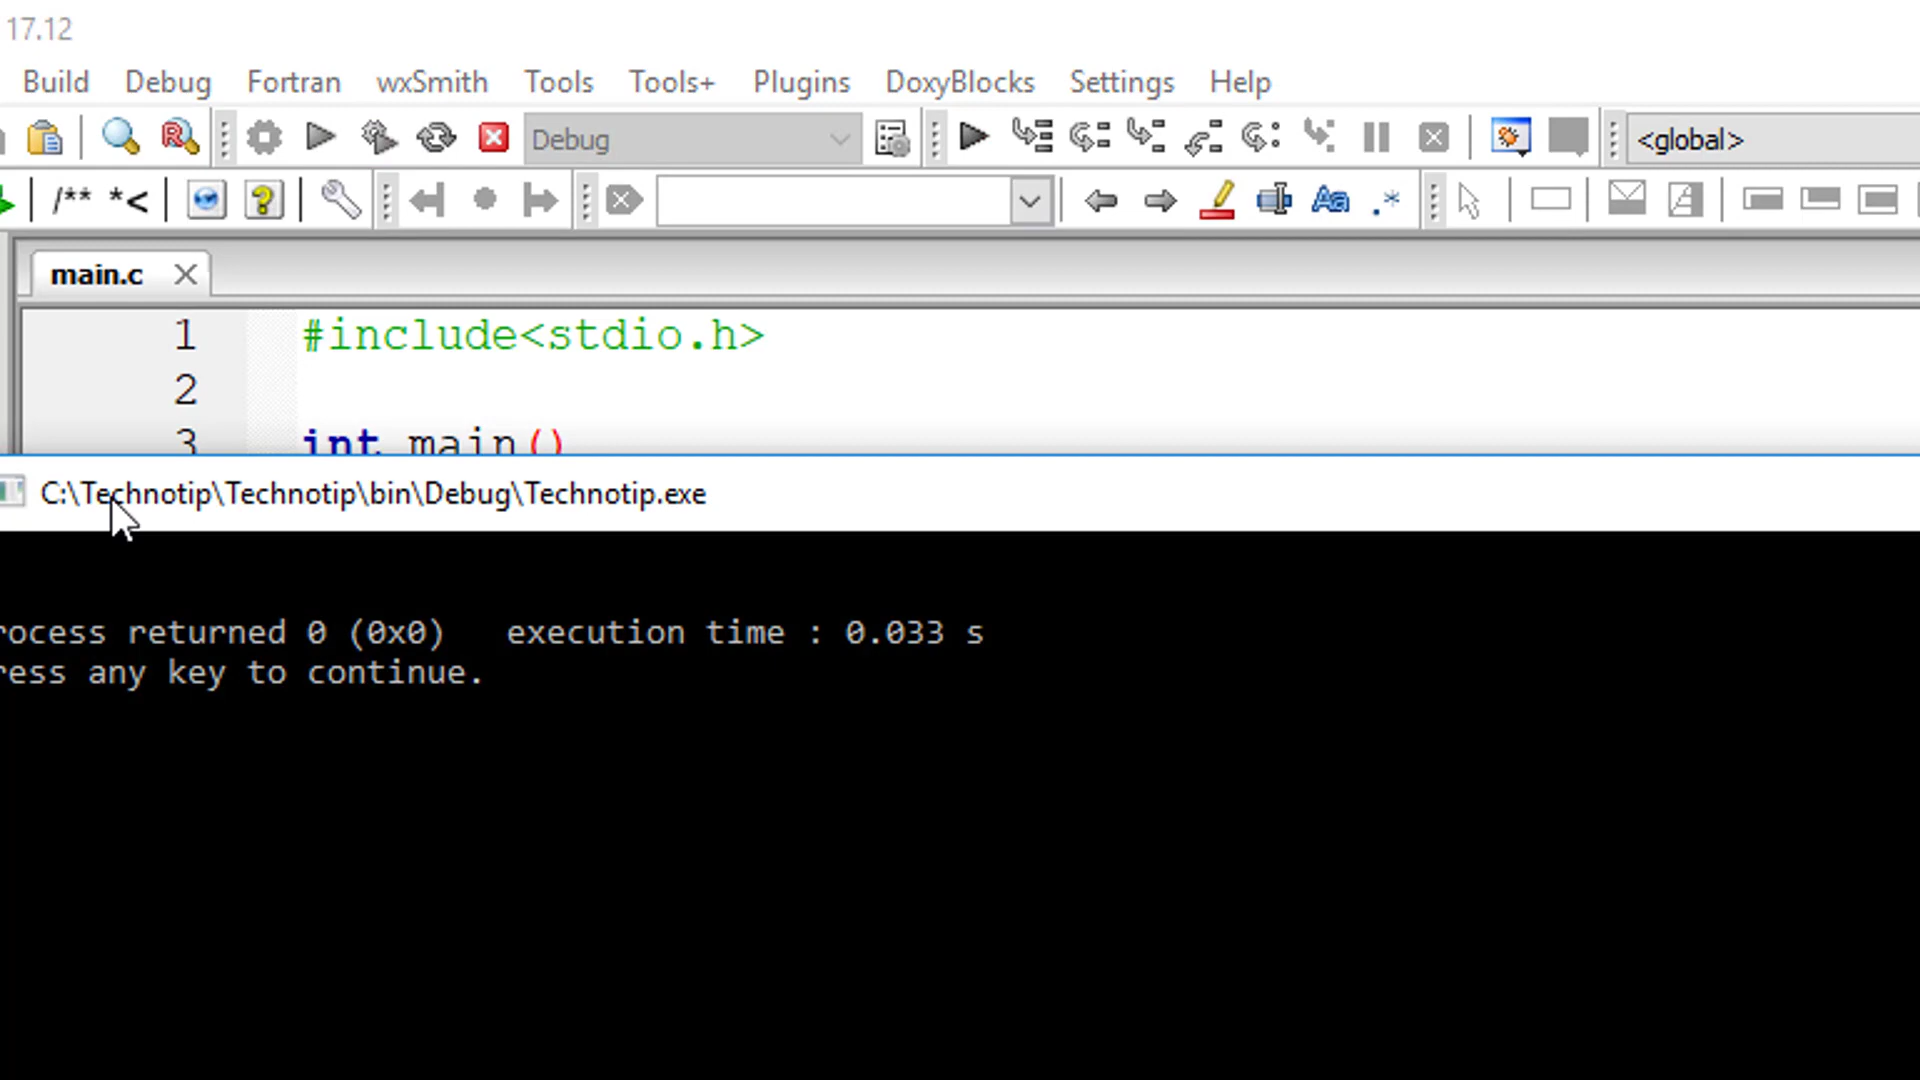 17.12
Build Debug Fortran wxSmith Tools Tools+ Plugins DoxyBlocks Settings Help
Debug <global>
/** *< Aa .*
main.c
1 #include<stdio.h>
2
3 int main()
C:\Technotip\Technotip\bin\Debug\Technotip.exe
rocess returned 0 (0x0) execution time : 0.033 s
ress any key to continue.